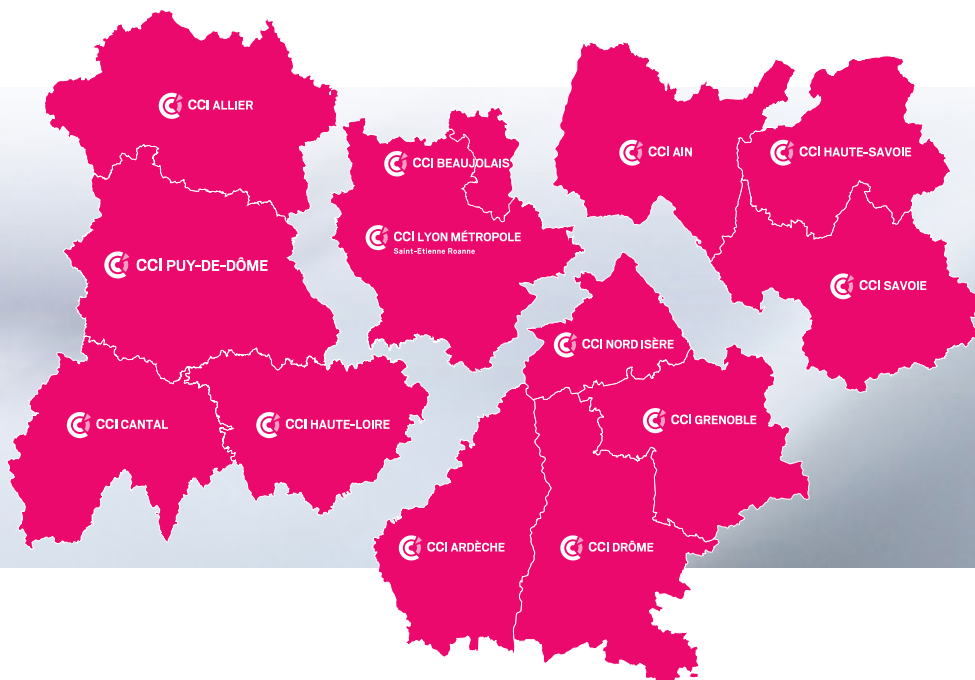 CCI ALLIER
CCI BEAUJOLAIS
CCI AIN
CCI HAUTE-SAVOIE
CCI LYON MÉTROPOLE
Saint-Etienne Roanne
CCI PUY-DE-DÔME
CCI SAVOIE
CCI NORD ISÈRE
CCI CANTAL
CCI HAUTE-LOIRE
CCI GRENOBLE
CCI ARDÈCHE
CCI DRÔME